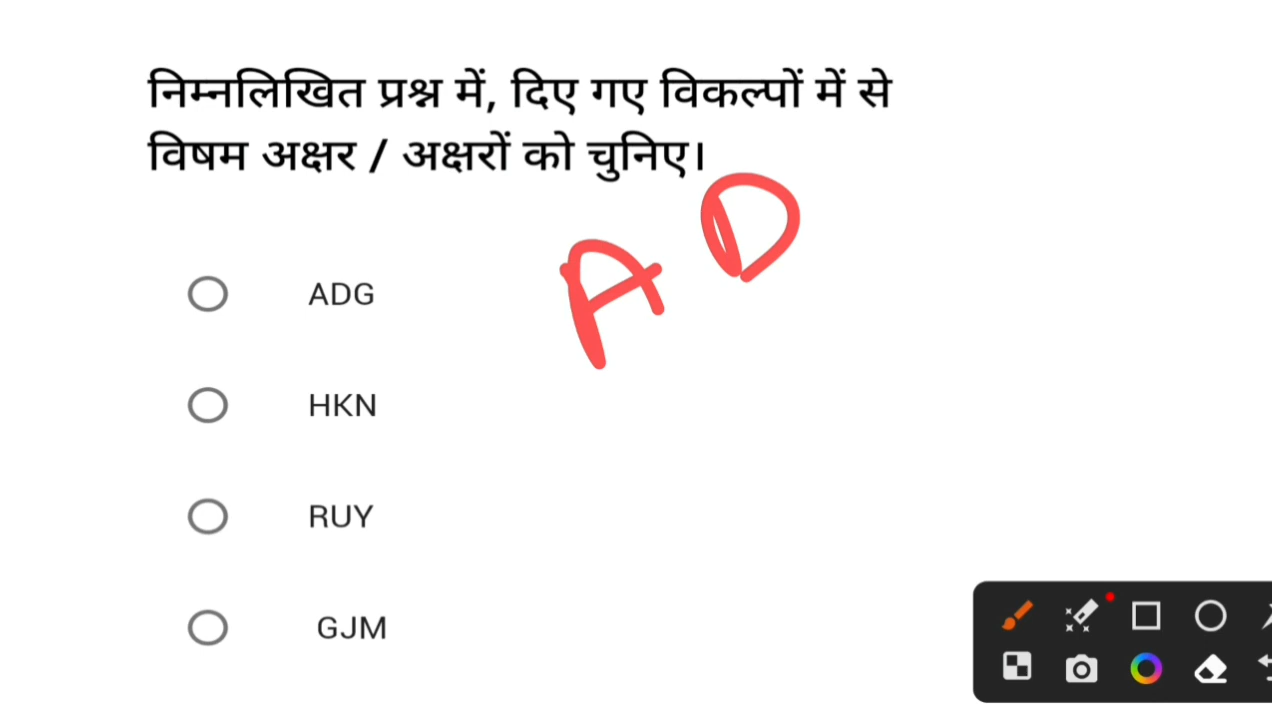 निम्नलिखित प्रश्न में, दिए गए विकल्पों में से
विषम अक्षर / अक्षरों को चुनिए।
A D
ADG
HKN
RUY
GJM